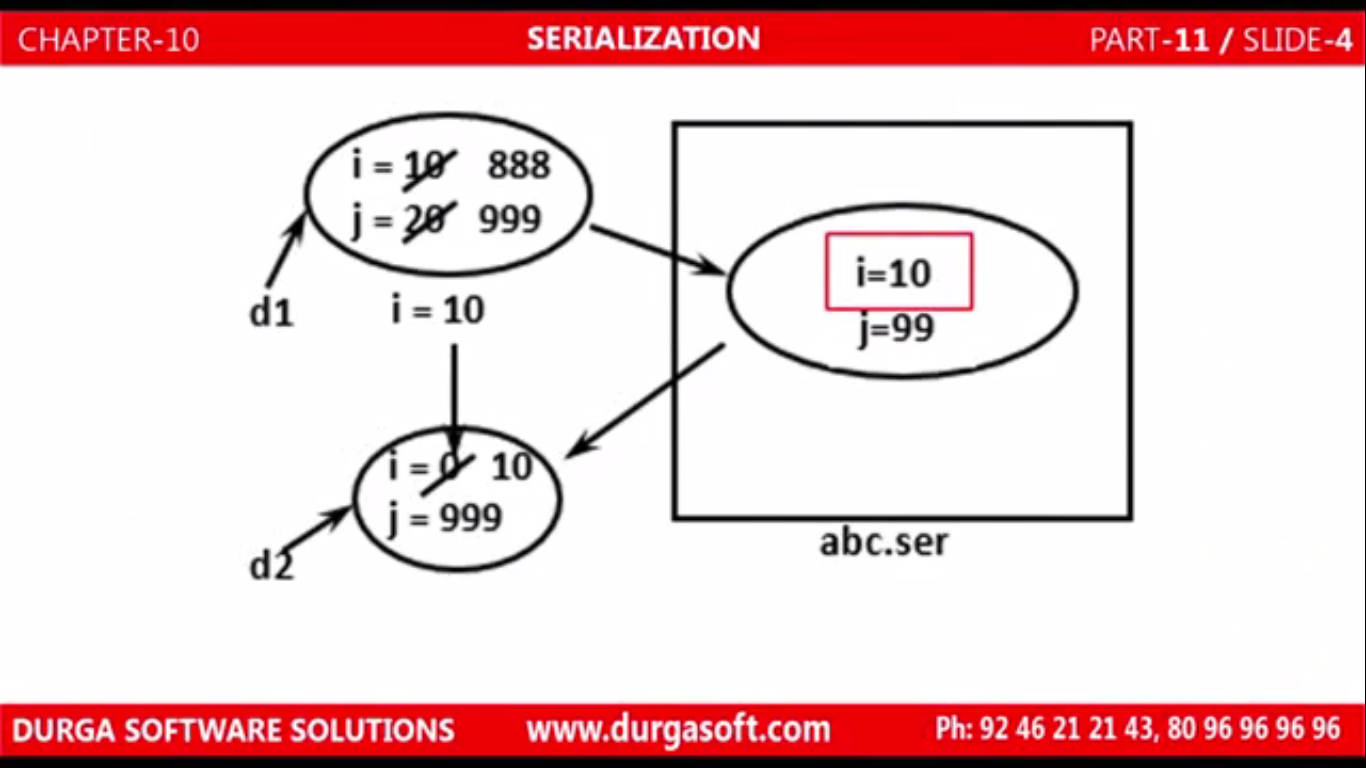 CHAPTER-10 SERIALIZATION PART-11 / SLIDE-4
i = 10 888
j = 20 999
d1
i = 10
i=10
j=99
i = 0 10
j = 999
d2
abc.ser
DURGA SOFTWARE SOLUTIONS www.durgasoft.com Ph: 92 46 21 21 43, 80 96 96 96 96